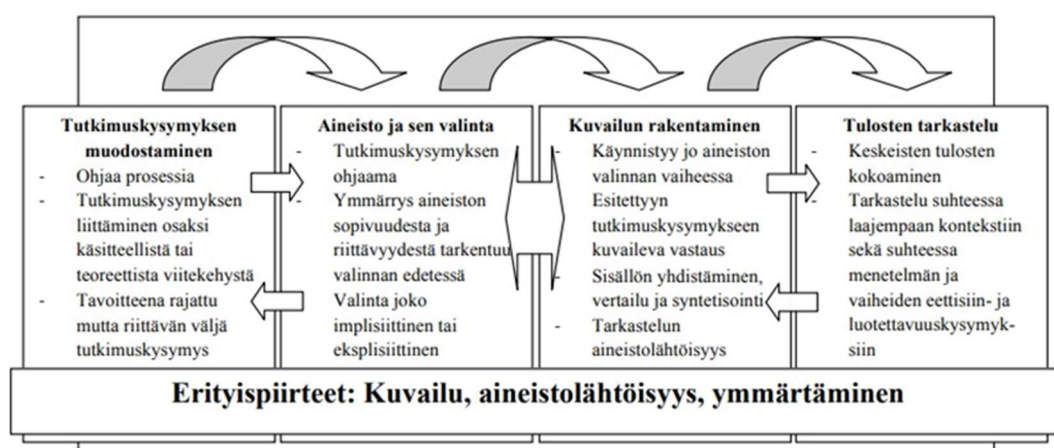 Tutkimuskysymyksen
muodostaminen
- Ohjaa prosessia
- Tutkimuskysymyksen
liittäminen osaksi
käsitteellistä tai
teoreettista viitekehystä
- Tavoitteena rajattu
mutta riittävän väljä
tutkimuskysymys
Aineisto ja sen valinta
- Tutkimuskysymyksen
ohjaama
- Ymmärrys aineiston
sopivuudesta ja
riittävyydestä tarkentuu
valinnan edetessä
- Valinta joko
implisiittinen tai
eksplisiittinen
Kuvailun rakentaminen
- Käynnistyy jo aineiston
valinnan vaiheessa
- Esitettyyn
tutkimuskysymykseen
kuvaileva vastaus
- Sisällön yhdistäminen,
vertailu ja syntetisointi
- Tarkastelun
aineistolähtöisyys
Tulosten tarkastelu
- Keskeisten tulosten
kokoaminen
- Tarkastelu suhteessa
laajempaan kontekstiin
sekä suhteessa
menetelmän ja
vaiheiden eettisiin- ja
luotettavuuskysymyk-
siin
Erityispiirteet: Kuvailu, aineistolähtöisyys, ymmärtäminen